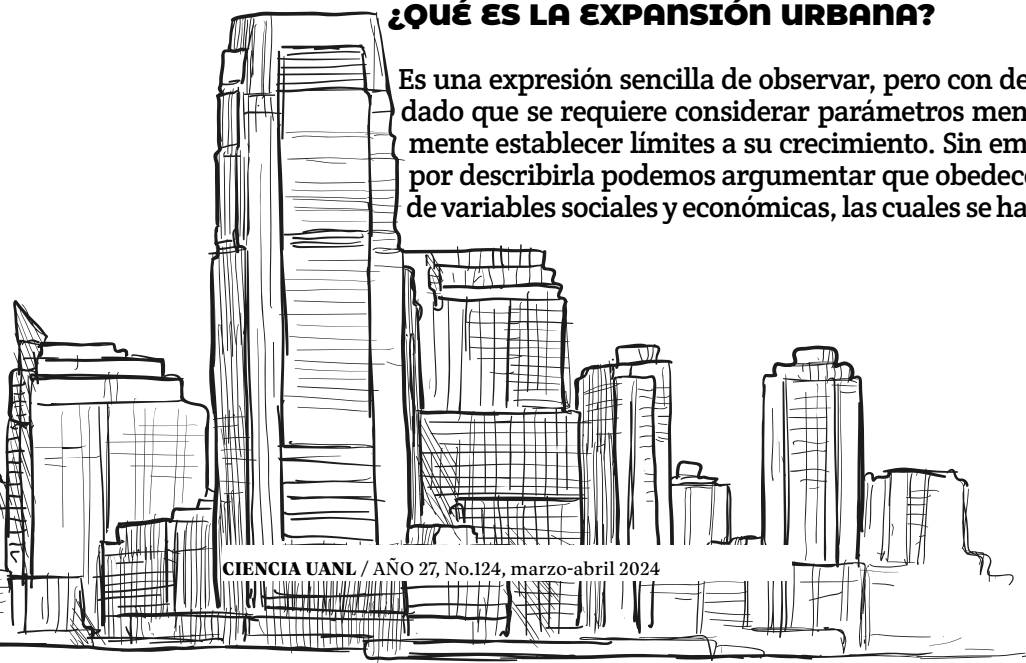 ¿QUÉ ES LA EXPANSIÓN URBANA?
Es una expresión sencilla de observar, pero con de
dado que se requiere considerar parámetros men
mente establecer límites a su crecimiento. Sin em
por describirla podemos argumentar que obedec
de variables sociales y económicas, las cuales se ha
CIENCIA UANL / AÑO 27, No.124, marzo-abril 2024